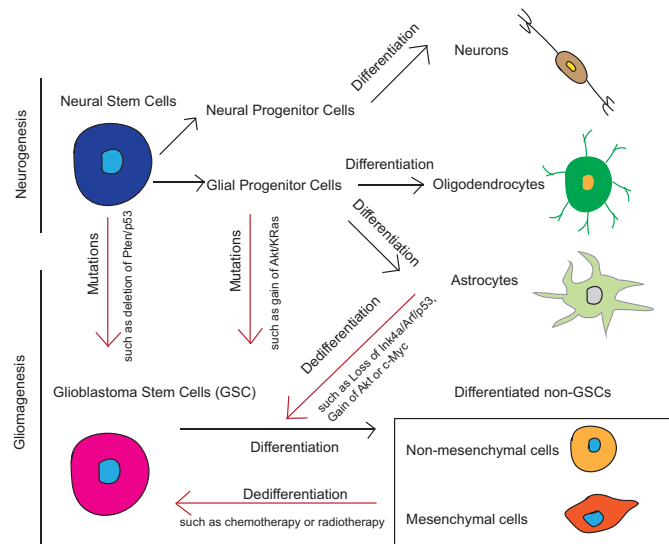 Neurogenesis
Neural Stem Cells
Neural Progenitor Cells
Differentiation
Neurons
Glial Progenitor Cells
Differentiation
Oligodendrocytes
Differentiation
Astrocytes
Mutations
such as deletion of Pten/p53
Mutations
such as gain of Akt/KRas
Dedifferentiation
such as Loss of Ink4a/Arf/p53,
Gain of Akt or c-Myc
Gliomagenesis
Glioblastoma Stem Cells (GSC)
Differentiated non-GSCs
Differentiation
Non-mesenchymal cells
Dedifferentiation
such as chemotherapy or radiotherapy
Mesenchymal cells